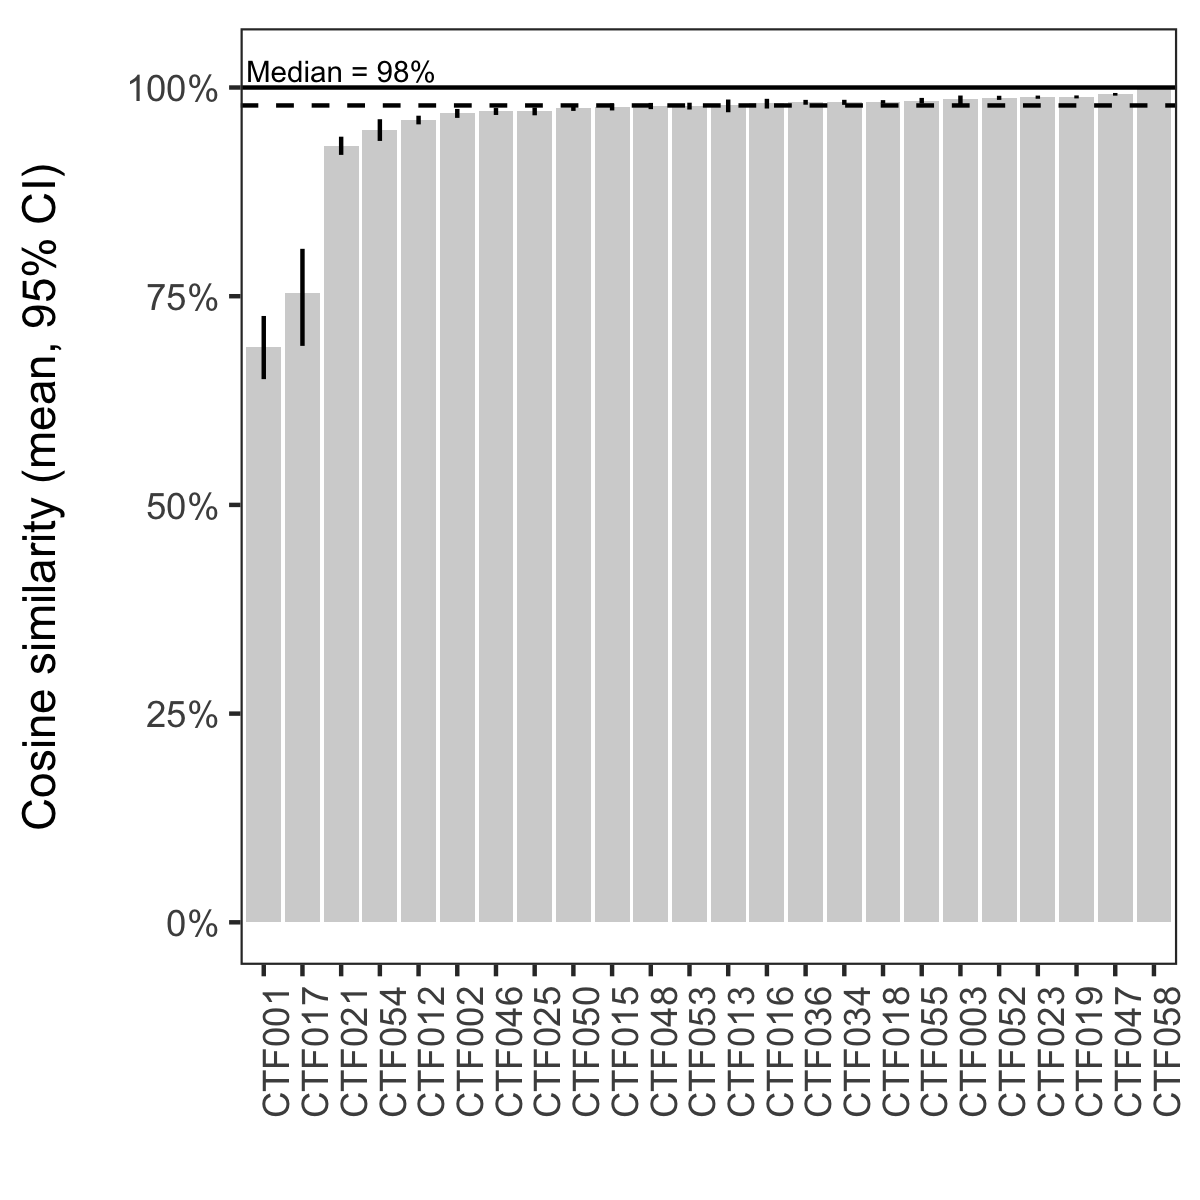 Cosine similarity (mean, 95% CI)
100%
75%
50%
25%
0%
Median = 98%
CTF001
CTF017
CTF021
CTF054
CTF012
CTF002
CTF046
CTF025
CTF050
CTF015
CTF048
CTF053
CTF013
CTF016
CTF036
CTF034
CTF018
CTF055
CTF003
CTF052
CTF023
CTF019
CTF047
CTF058